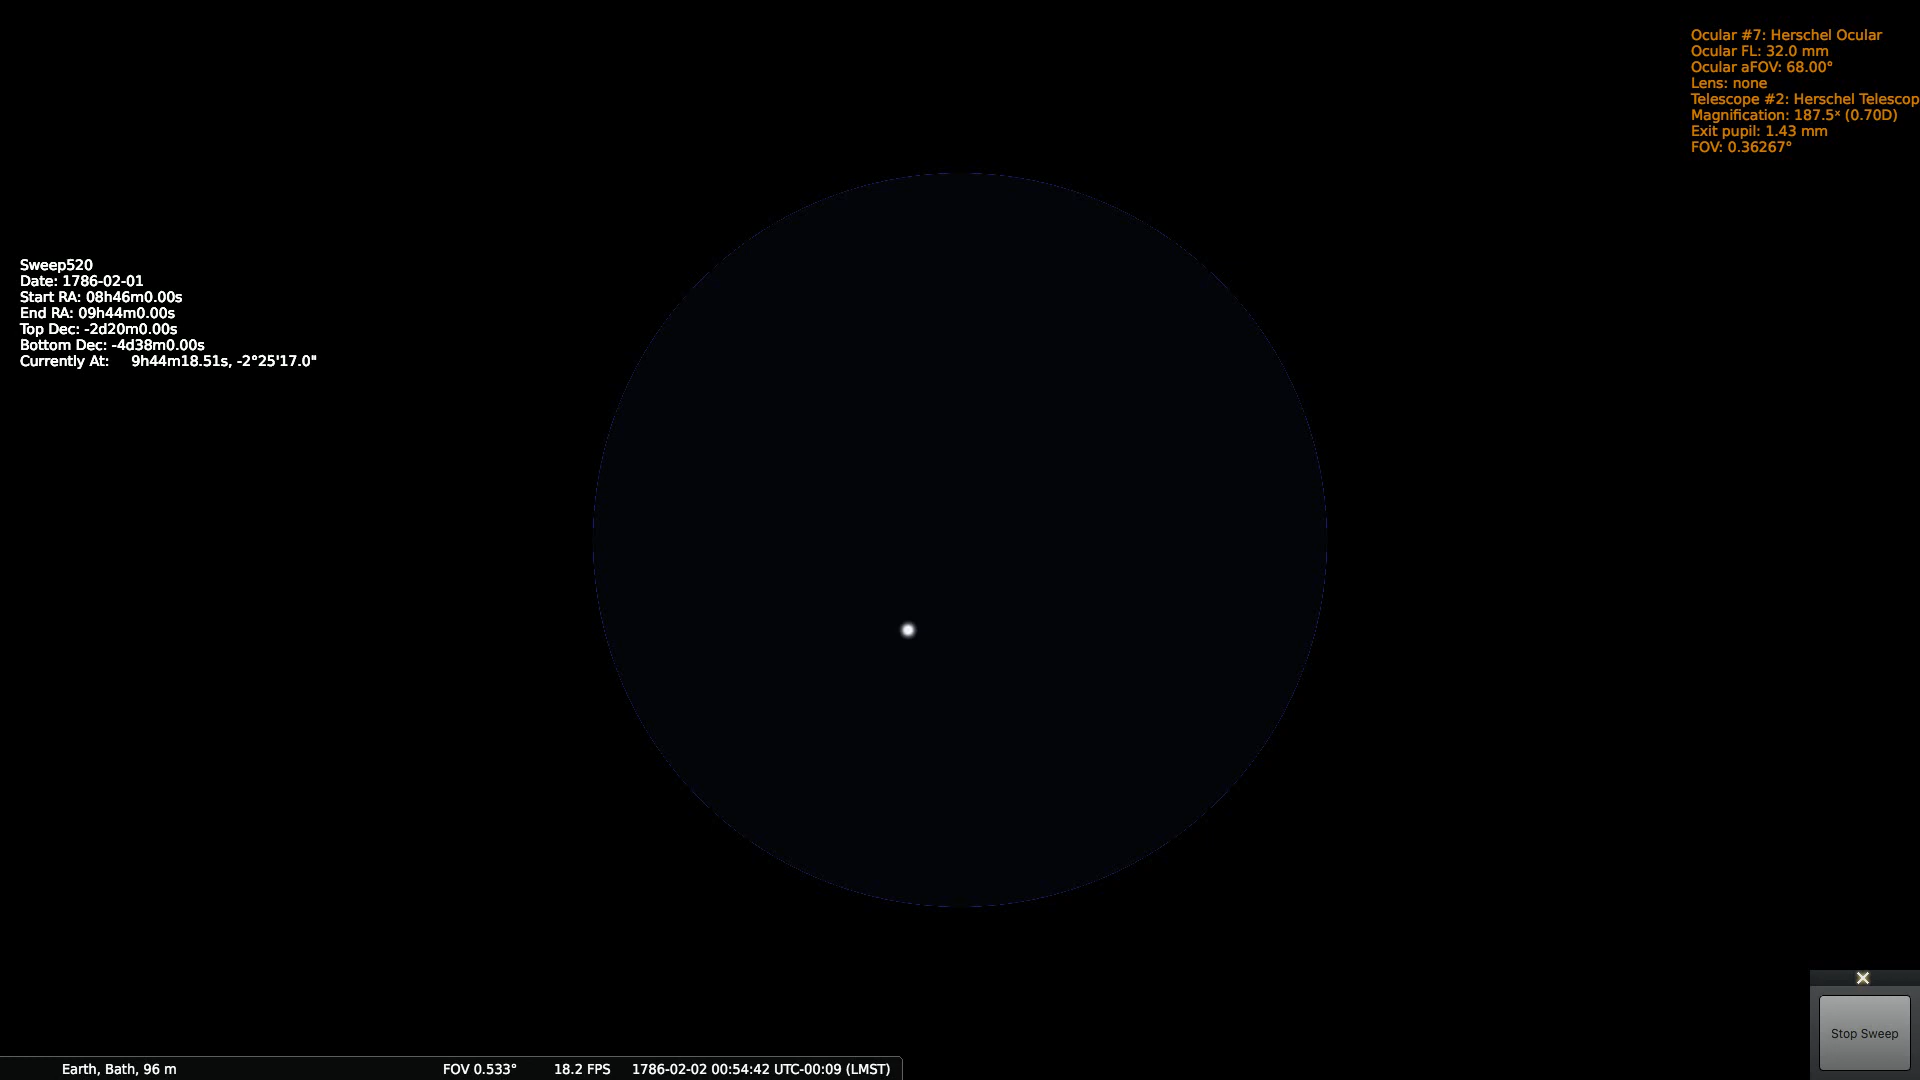 Ocular #7: Herschel Ocular
Ocular FL: 32.0 mm
Ocular aFOV: 68.00°
Lens: none
Telescope #2: Herschel Telescop
Magnification: 187.5ˣ (0.70D)
Exit pupil: 1.43 mm
FOV: 0.36267°
Sweep520
Date: 1786-02-01
Start RA: 08h46m0.00s
End RA: 09h44m0.00s
Top Dec: -2d20m0.00s
Bottom Dec: -4d38m0.00s
Currently At: 9h44m18.51s, -2°25'17.0"
Stop Sweep
Earth, Bath, 96 m FOV 0.533° 18.2 FPS 1786-02-02 00:54:42 UTC-00:09 (LMST)